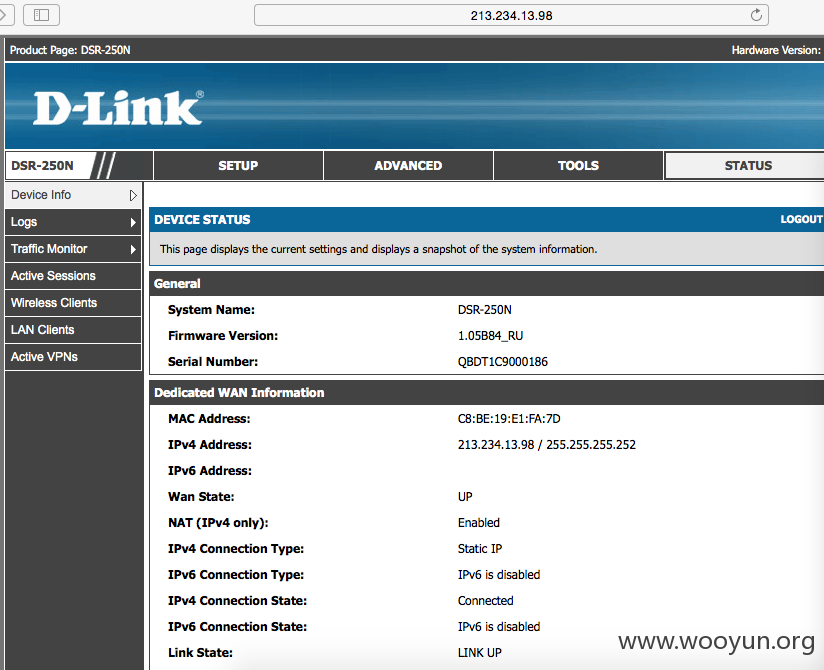 213.234.13.98
Product Page: DSR-250N Hardware Version:
D-Link®
DSR-250N SETUP ADVANCED TOOLS STATUS
Device Info
Logs
Traffic Monitor
Active Sessions
Wireless Clients
LAN Clients
Active VPNs
DEVICE STATUS LOGOUT
This page displays the current settings and displays a snapshot of the system information.
General
System Name: DSR-250N
Firmware Version: 1.05B84_RU
Serial Number: QBDT1C9000186
Dedicated WAN Information
MAC Address: C8:BE:19:E1:FA:7D
IPv4 Address: 213.234.13.98 / 255.255.255.252
IPv6 Address:
Wan State: UP
NAT (IPv4 only): Enabled
IPv4 Connection Type: Static IP
IPv6 Connection Type: IPv6 is disabled
IPv4 Connection State: Connected
IPv6 Connection State: IPv6 is disabled
Link State: LINK UP
www.wooyun.org